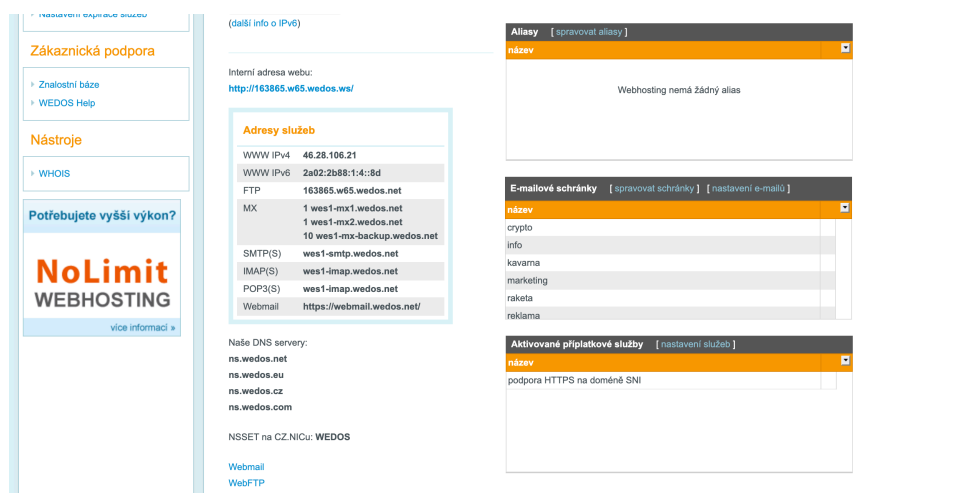 Nastavení expirace služeb
Zákaznická podpora
Znalostní báze
WEDOS Help
Nástroje
WHOIS
Potřebujete vyšší výkon?
NoLimit
WEBHOSTING
více informací »
(další info o IPv6)
Interní adresa webu:
http://163865.w65.wedos.ws/
Adresy služeb
WWW IPv4 46.28.106.21
WWW IPv6 2a02:2b88:1:4::8d
FTP 163865.w65.wedos.net
MX 1 wes1-mx1.wedos.net
1 wes1-mx2.wedos.net
10 wes1-mx-backup.wedos.net
SMTP(S) wes1-smtp.wedos.net
IMAP(S) wes1-imap.wedos.net
POP3(S) wes1-imap.wedos.net
Webmail https://webmail.wedos.net/
Naše DNS servery:
ns.wedos.net
ns.wedos.eu
ns.wedos.cz
ns.wedos.com
NSSET na CZ.NICu: WEDOS
Webmail
WebFTP
Aliasy [ spravovat aliasy ]
název
Webhosting nemá žádný alias
E-mailové schránky [ spravovat schránky ] [ nastavení e-mailů ]
název
crypto
info
kavarna
marketing
raketa
reklama
Aktivované příplatkové služby [ nastavení služeb ]
název
podpora HTTPS na doméně SNI